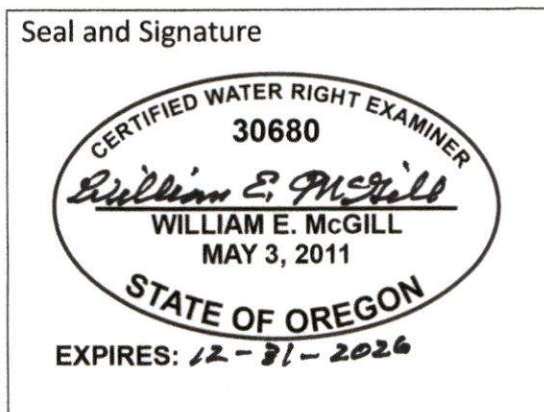 Seal and Signature
CERTIFIED WATER RIGHT EXAMINER
30680
William E. McGill
WILLIAM E. McGILL
MAY 3, 2011
STATE OF OREGON
EXPIRES: 12-31-2026